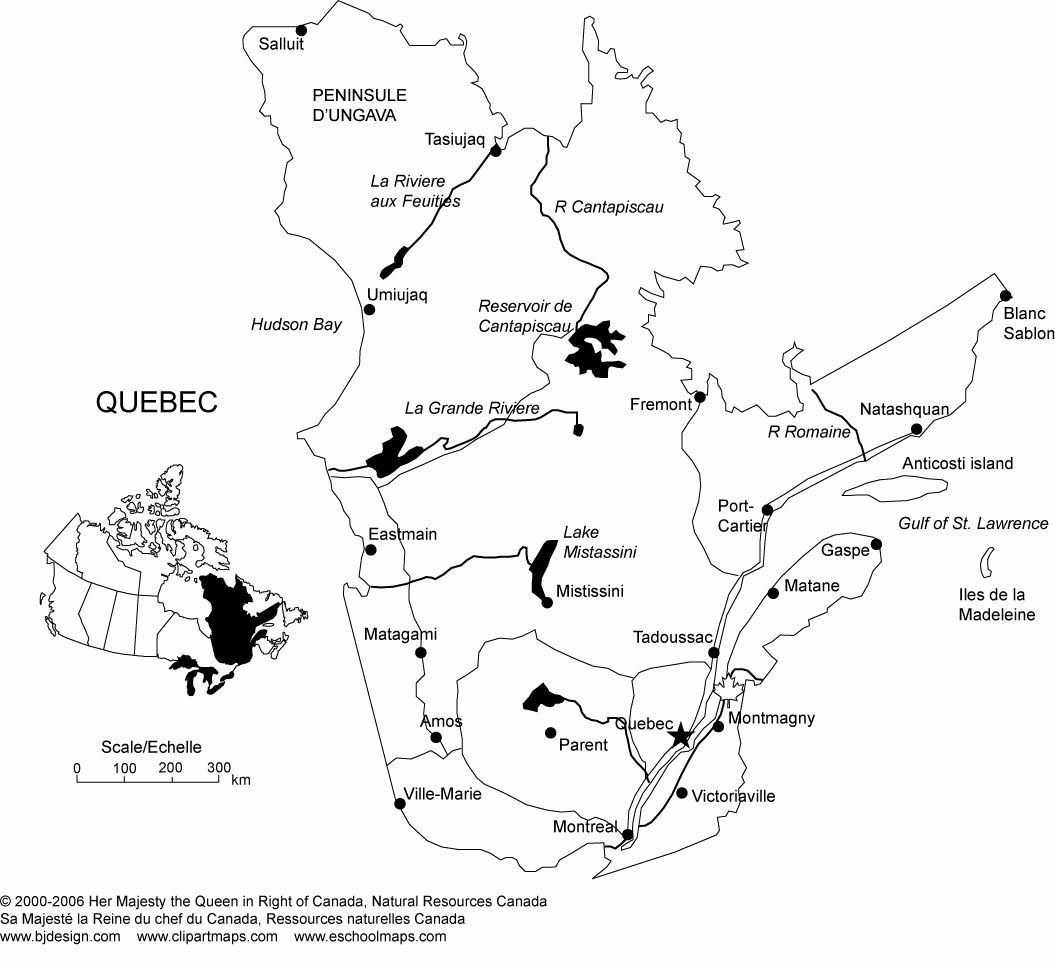 Salluit
PENINSULE
D'UNGAVA
Tasiujaq
La Riviere
aux Feuities
R Cantapiscau
Umiujaq
Hudson Bay
Reservoir de
Cantapiscau
Blanc
Sablon
QUEBEC
La Grande Riviere
Fremont
Natashquan
R Romaine
Anticosti island
Port-
Cartier
Gulf of St. Lawrence
Eastmain
Lake
Mistassini
Gaspe
Mistissini
Matane
Iles de la
Madeleine
Matagami
Tadoussac
Amos
Quebec
Montmagny
Parent
Scale/Echelle
0 100 200 300
km
Ville-Marie
Victoriaville
Montreal
© 2000-2006 Her Majesty the Queen in Right of Canada, Natural Resources Canada
Sa Majesté la Reine du chef du Canada, Ressources naturelles Canada
www.bjdesign.com www.clipartmaps.com www.eschoolmaps.com